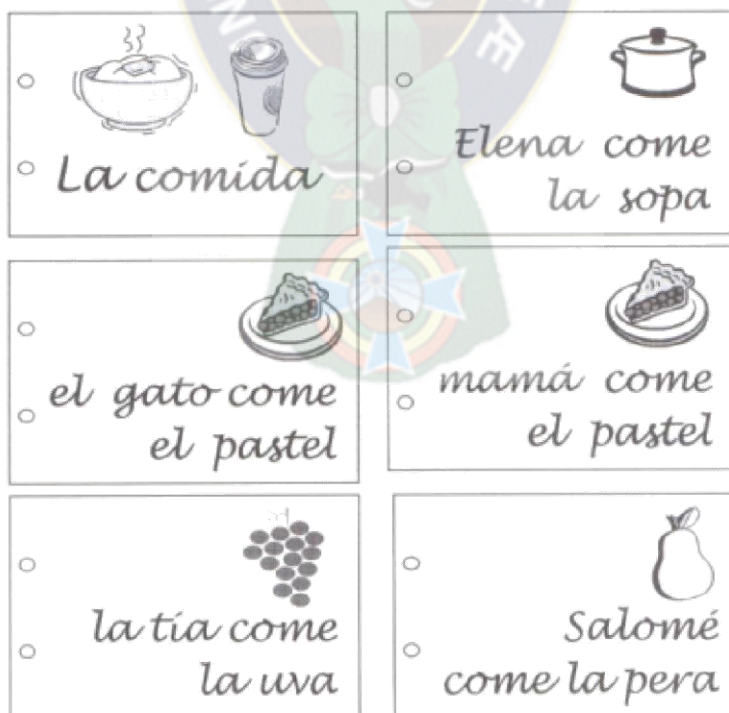 La comida
Elena come
la sopa
el gato come
el pastel
mamá come
el pastel
la tía come
la uva
Salomé
come la pera